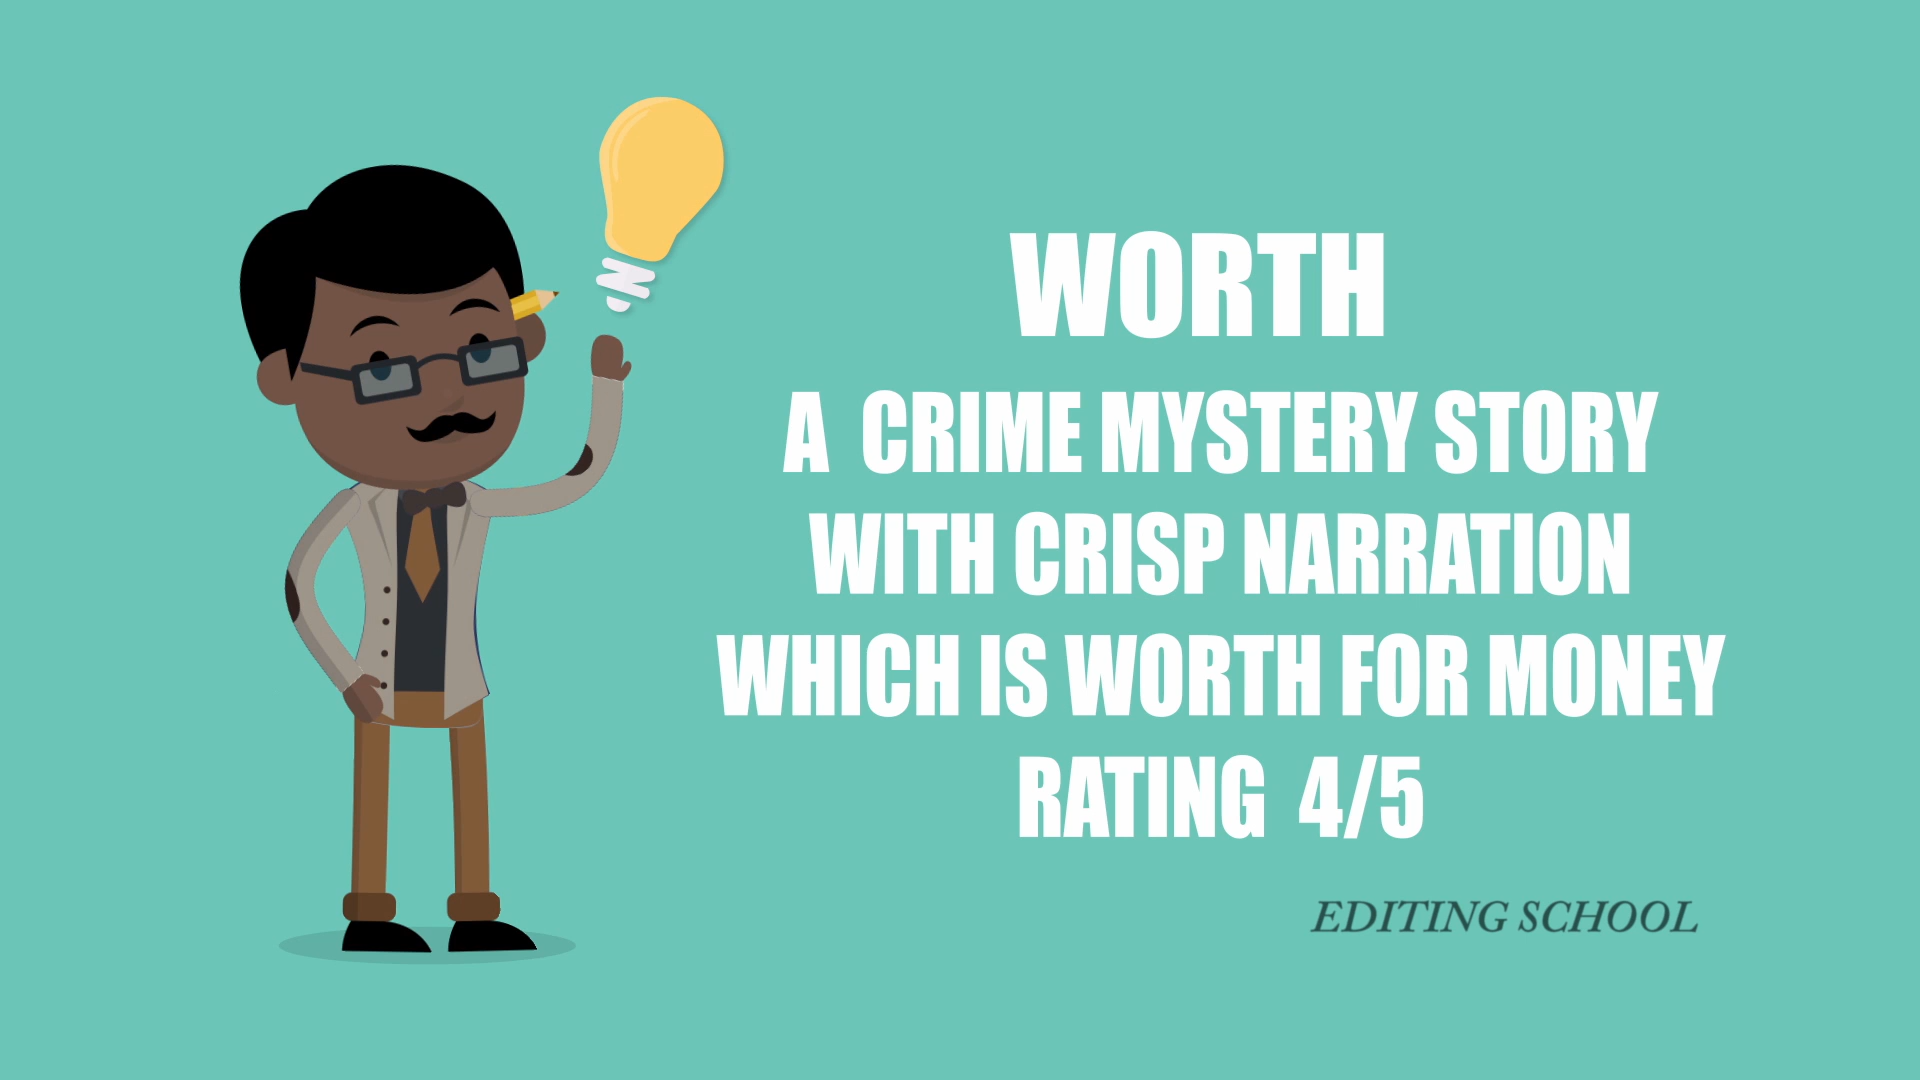 WORTH
A CRIME MYSTERY STORY
WITH CRISP NARRATION
WHICH IS WORTH FOR MONEY
RATING 4/5
EDITING SCHOOL